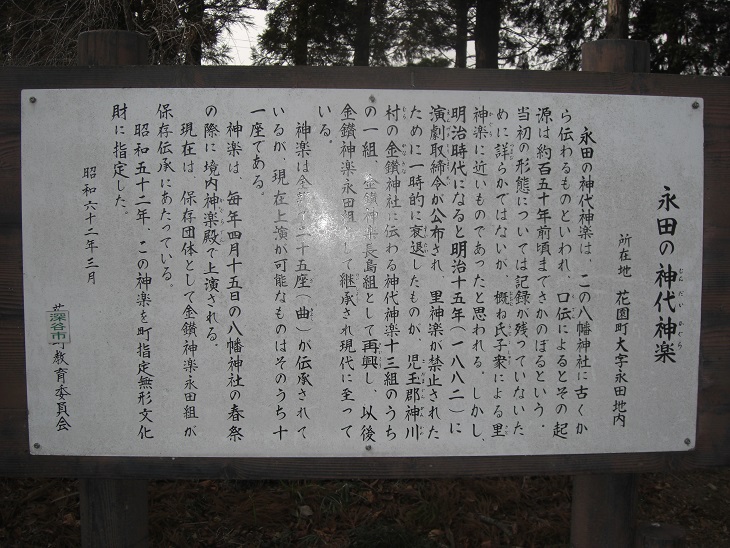 永田の神代神楽
じんだいかぐら
所在地 花園町大字永田地内
永田の神代神楽は、この八幡神社に古くか
ら伝わるものといわれ、口伝によるとその起
源は約百五十年前頃までさかのぼるという。
当初の形態については記録が残っていないた
めに詳らかではないが、概ね氏子衆による里
神楽に近いものであったと思われる。しかし、
明治時代になると明治十五年(一八八二)に
演劇取締令が公布され、里神楽が禁止された
ために一時的に衰退したものが、児玉郡神川
村の金鑚神社に伝わる神代神楽十三組のうち
の一組、金鑚神楽長島組として再興し、以後
金鑚神楽永田組として継承され現代に至って
いる。
神楽は全 二十五座(曲)が伝承されて
いるが、現在上演が可能なものはそのうち十
一座である。
神楽は、毎年四月十五日の八幡神社の春祭
の際に境内神楽殿で上演される。
現在は、保存団体として金鑚神楽永田組が
保存伝承にあたっている。
昭和五十二年、この神楽を町指定無形文化
財に指定した。
昭和六十二年三月
深谷市教育委員会